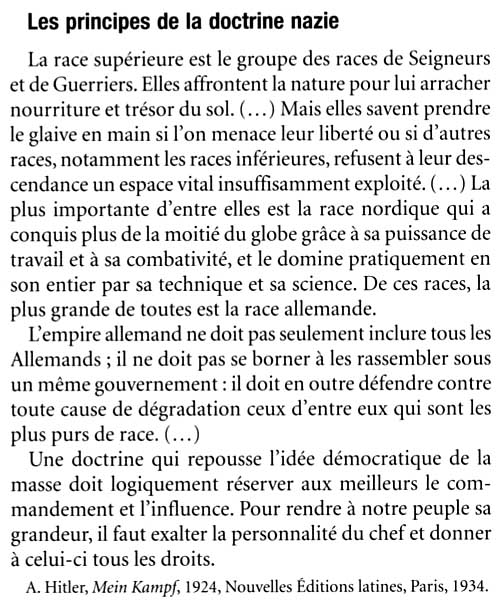 Les principes de la doctrine nazie
La race supérieure est le groupe des races de Seigneurs
et de Guerriers. Elles affrontent la nature pour lui arracher
nourriture et trésor du sol. (…) Mais elles savent prendre
le glaive en main si l'on menace leur liberté ou si d'autres
races, notamment les races inférieures, refusent à leur des-
cendance un espace vital insuffisamment exploité. (…) La
plus importante d'entre elles est la race nordique qui a
conquis plus de la moitié du globe grâce à sa puissance de
travail et à sa combativité, et le domine pratiquement en
son entier par sa technique et sa science. De ces races, la
plus grande de toutes est la race allemande.
L'empire allemand ne doit pas seulement inclure tous les
Allemands ; il ne doit pas se borner à les rassembler sous
un même gouvernement : il doit en outre défendre contre
toute cause de dégradation ceux d'entre eux qui sont les
plus purs de race. (…)
Une doctrine qui repousse l'idée démocratique de la
masse doit logiquement réserver aux meilleurs le com-
mandement et l'influence. Pour rendre à notre peuple sa
grandeur, il faut exalter la personnalité du chef et donner
à celui-ci tous les droits.
A. Hitler, Mein Kampf, 1924, Nouvelles Éditions latines, Paris, 1934.